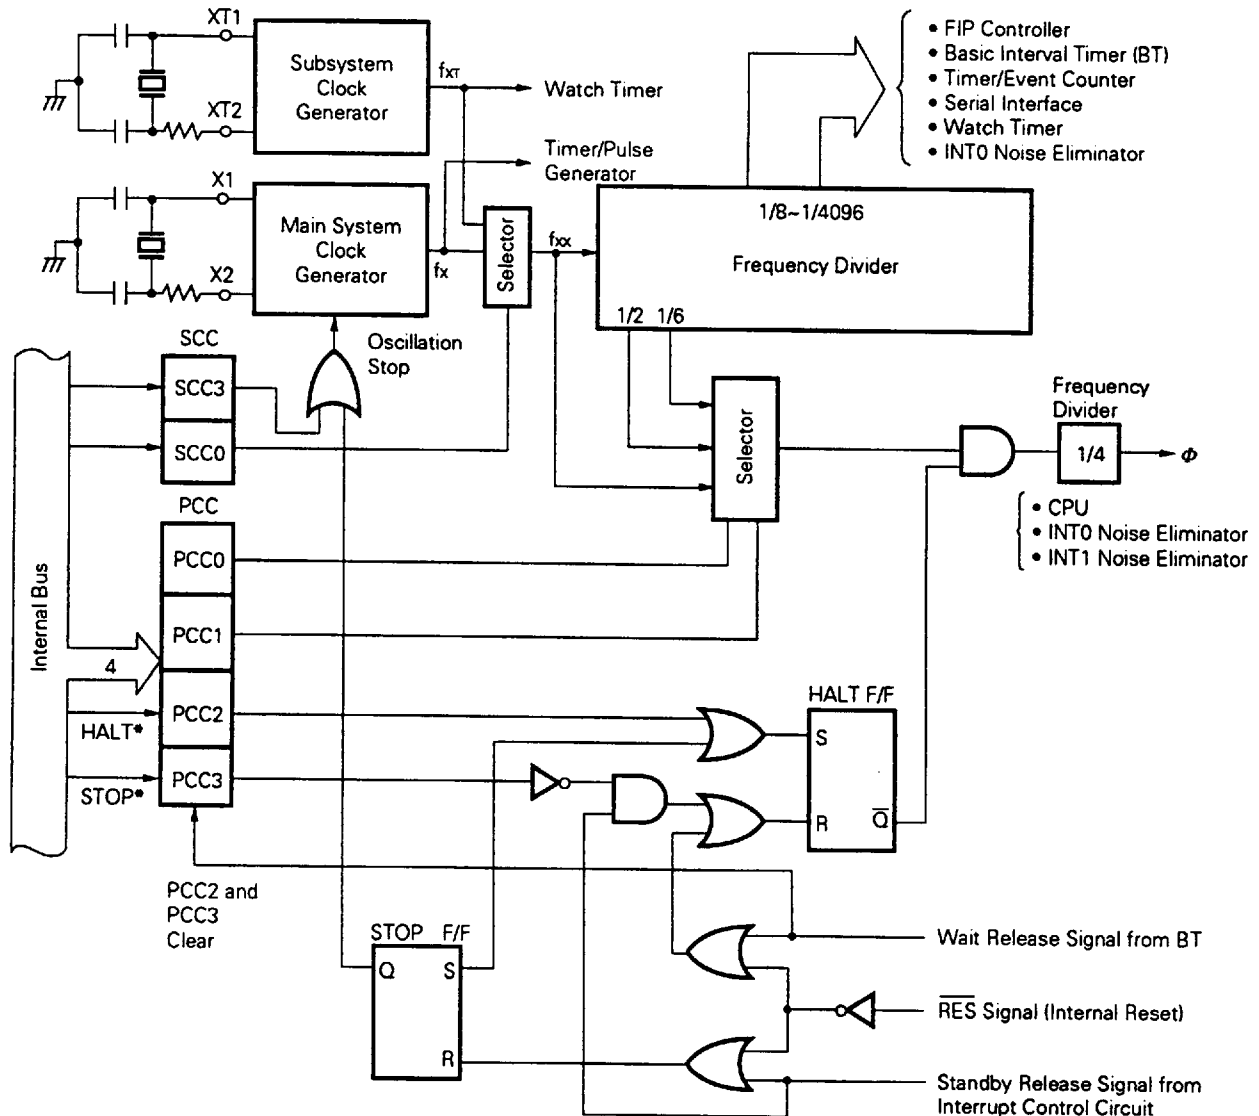 XT1
XT2
Subsystem
Clock
Generator
fXT
Watch Timer
Timer/Pulse
Generator
• FIP Controller
• Basic Interval Timer (BT)
• Timer/Event Counter
• Serial Interface
• Watch Timer
• INT0 Noise Eliminator
X1
X2
Main System
Clock
Generator
fX
Selector
fXX
1/8~1/4096
Frequency Divider
1/2 1/6
Oscillation
Stop
SCC
SCC3
SCC0
Selector
Frequency
Divider
1/4
Φ
• CPU
• INT0 Noise Eliminator
• INT1 Noise Eliminator
PCC
PCC0
PCC1
PCC2
PCC3
Internal Bus
4
HALT*
STOP*
HALT F/F
S
R
Q̅
PCC2 and
PCC3
Clear
STOP F/F
Q
S
R
Wait Release Signal from BT
R̅E̅S̅ Signal (Internal Reset)
Standby Release Signal from
Interrupt Control Circuit